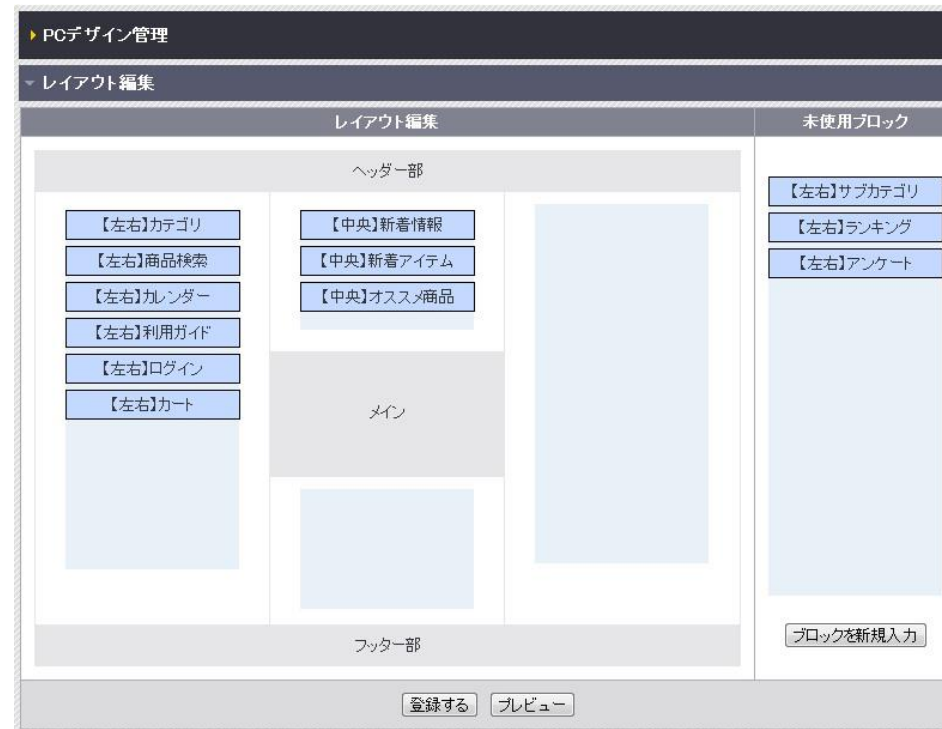 PCデザイン管理
レイアウト編集
レイアウト編集
未使用ブロック
ヘッダー部
【左右】カテゴリ
【左右】商品検索
【左右】カレンダー
【左右】利用ガイド
【左右】ログイン
【左右】カート
【中央】新着情報
【中央】新着アイテム
【中央】オススメ商品
メイン
フッター部
【左右】サブカテゴリ
【左右】ランキング
【左右】アンケート
ブロックを新規入力
登録する
プレビュー